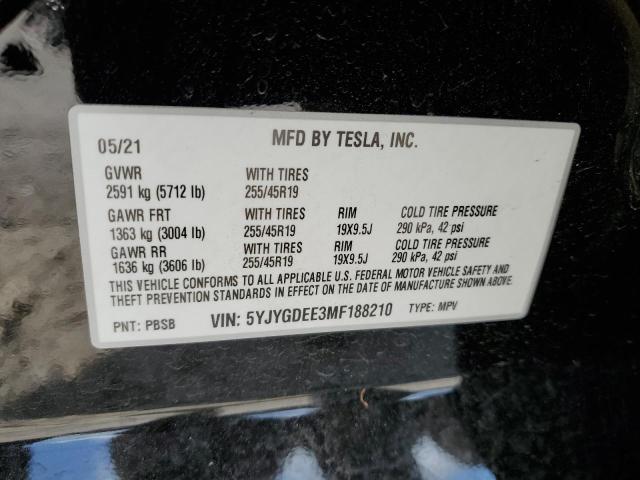 05/21 MFD BY TESLA, INC.
GVWR WITH TIRES
2591 kg (5712 lb) 255/45R19
GAWR FRT WITH TIRES RIM COLD TIRE PRESSURE
1363 kg (3004 lb) 255/45R19 19X9.5J 290 kPa, 42 psi
GAWR RR WITH TIRES RIM COLD TIRE PRESSURE
1636 kg (3606 lb) 255/45R19 19X9.5J 290 kPa, 42 psi
THIS VEHICLE CONFORMS TO ALL APPLICABLE U.S. FEDERAL MOTOR VEHICLE SAFETY AND
THEFT PREVENTION STANDARDS IN EFFECT ON THE DATE OF MANUFACTURE SHOWN ABOVE.
PNT: PBSB VIN: 5YJYGDEE3MF188210 TYPE: MPV